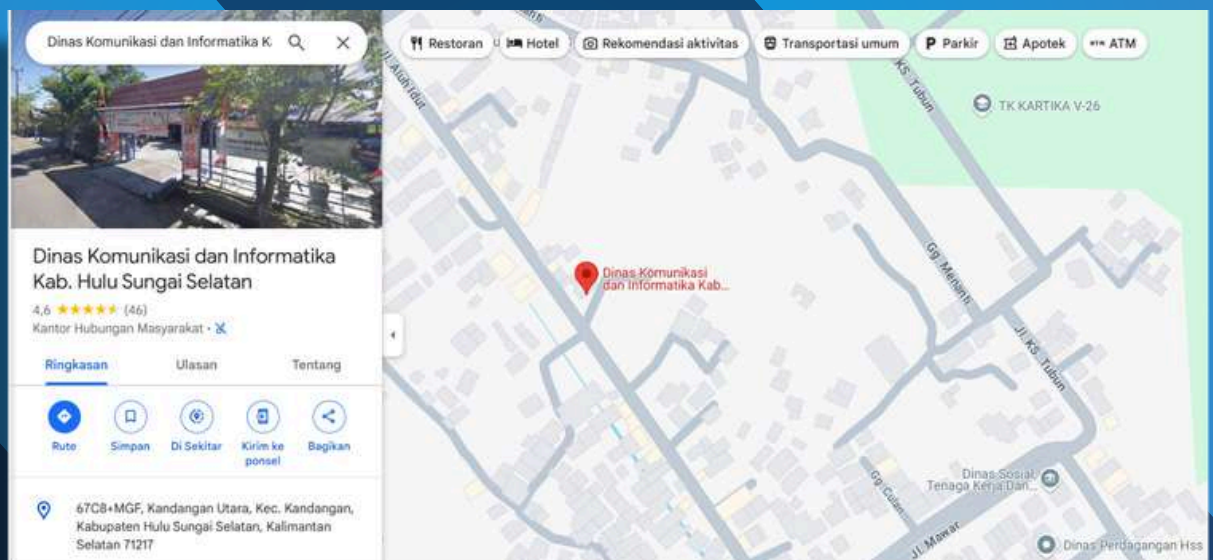 Dinas Komunikasi dan Informatika K
Restoran
Hotel
Rekomendasi aktivitas
Transportasi umum
Parkir
Apotek
ATM
Dinas Komunikasi dan Informatika
Kab. Hulu Sungai Selatan
4,6 (46)
Kantor Hubungan Masyarakat
Ringkasan
Ulasan
Tentang
Rute
Simpan
Di Sekitar
Kirim ke
ponsel
Bagikan
67C8+MGF, Kandangan Utara, Kec. Kandangan,
Kabupaten Hulu Sungai Selatan, Kalimantan
Selatan 71217
Jl. Aluh Idut
KS. Tubun
TK KARTIKA V-26
Dinas Komunikasi
dan Informatika Kab...
Gg. Menanti
Jl. KS. Tubun
Gg. Culan
Dinas Sosial,
Tenaga Kerja Dan...
Jl. Mawar
Dinas Perdagangan Hss